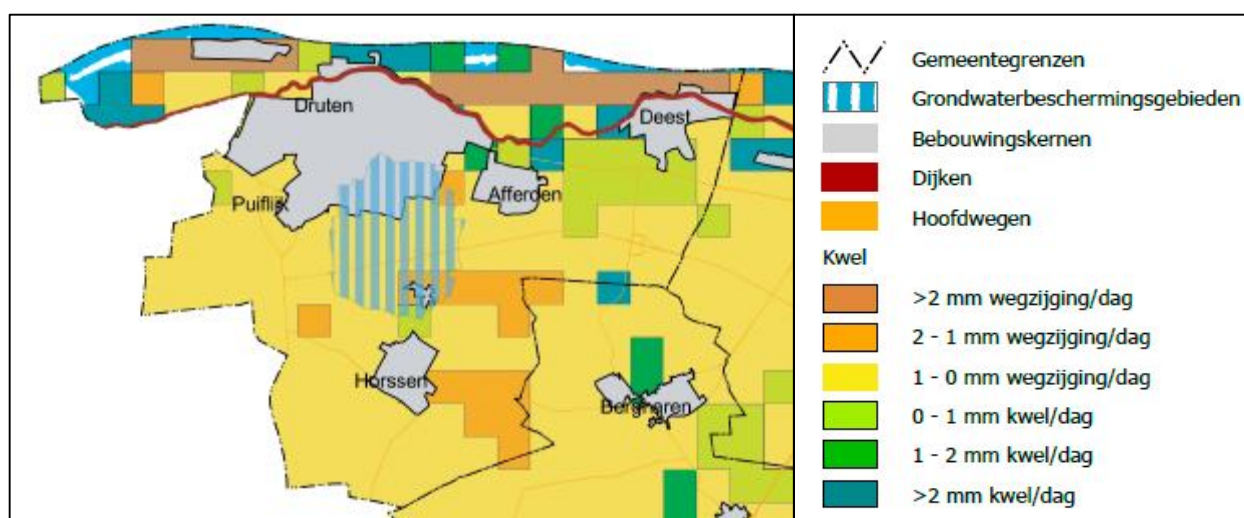 Druten
Deest
Afferden
Puiflijk
Horssen
Bergharen
Gemeentegrenzen
Grondwaterbeschermingsgebieden
Bebouwingskernen
Dijken
Hoofdwegen
Kwel
>2 mm wegzijging/dag
2 - 1 mm wegzijging/dag
1 - 0 mm wegzijging/dag
0 - 1 mm kwel/dag
1 - 2 mm kwel/dag
>2 mm kwel/dag